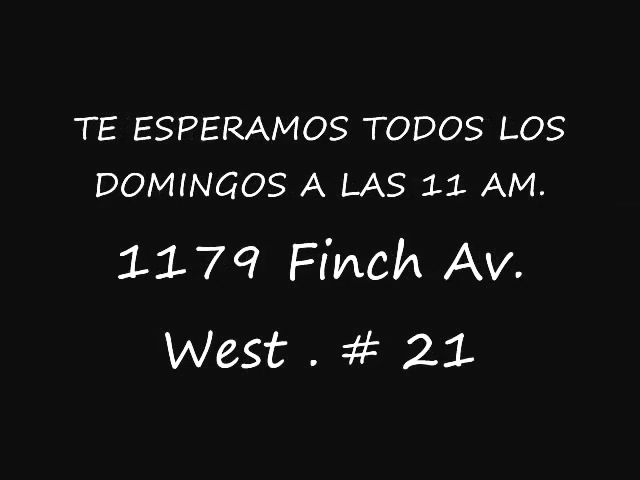 TE ESPERAMOS TODOS LOS
DOMINGOS A LAS 11 AM.
1179 Finch Av.
West . # 21